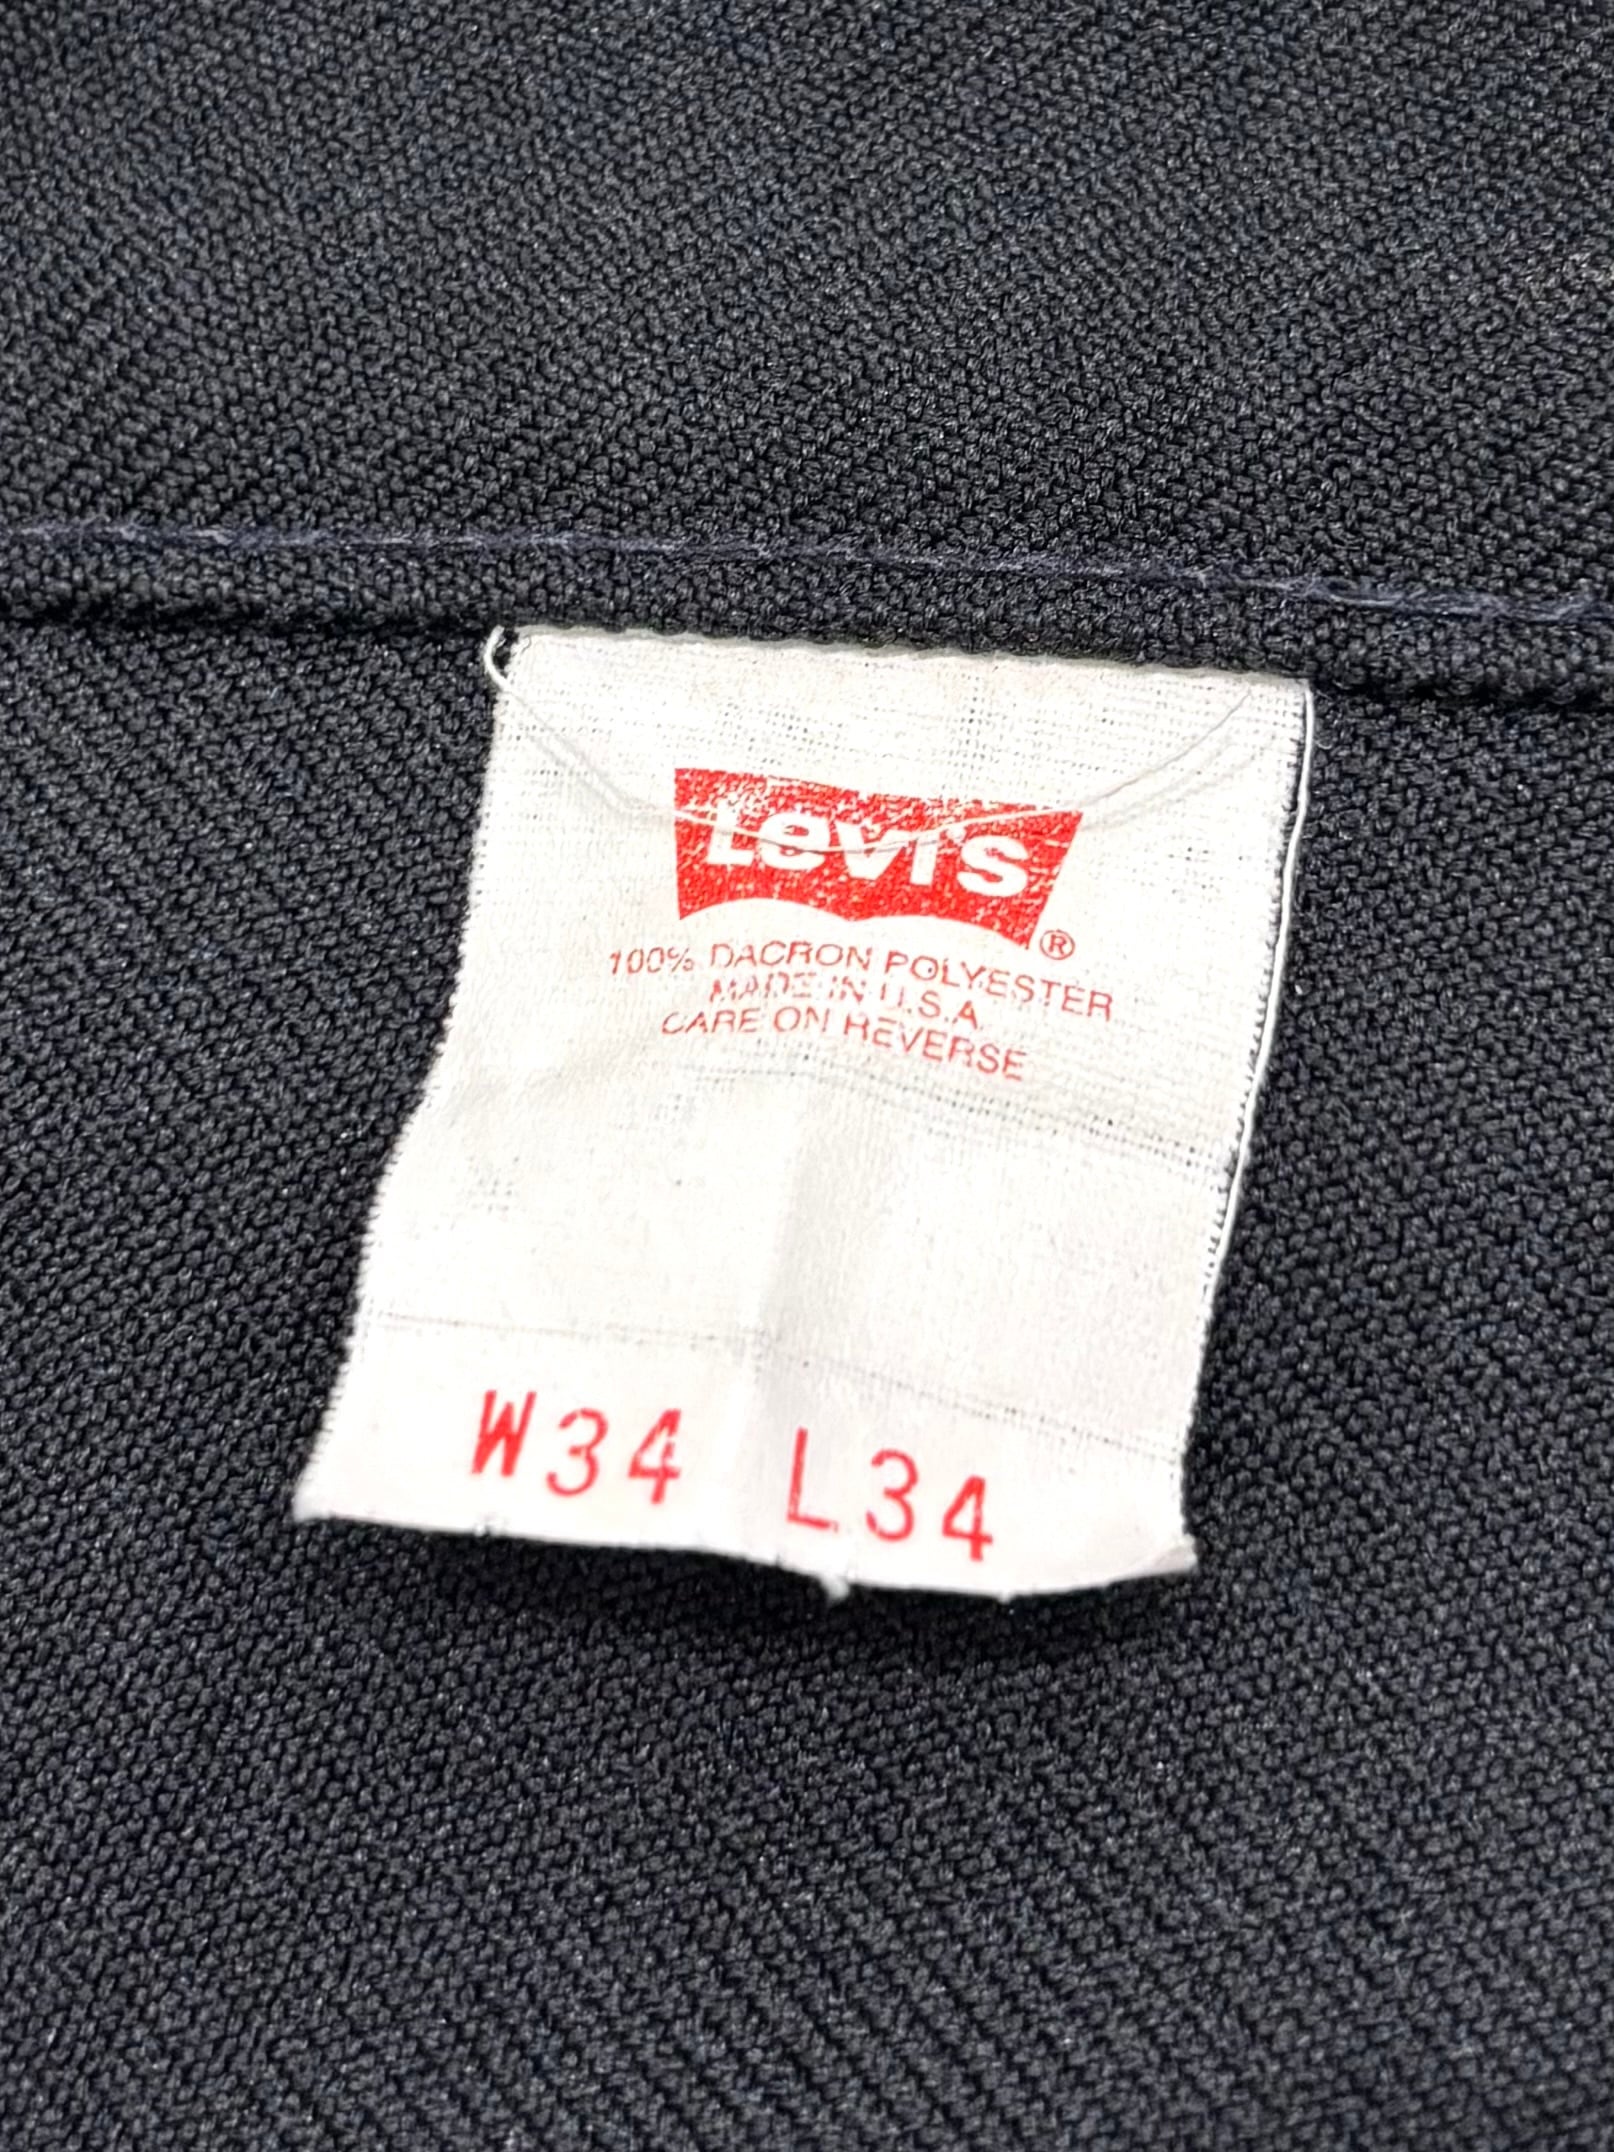 Levi's ®
100% DACRON POLYESTER
MADE IN U.S.A.
CARE ON REVERSE
W34 L34